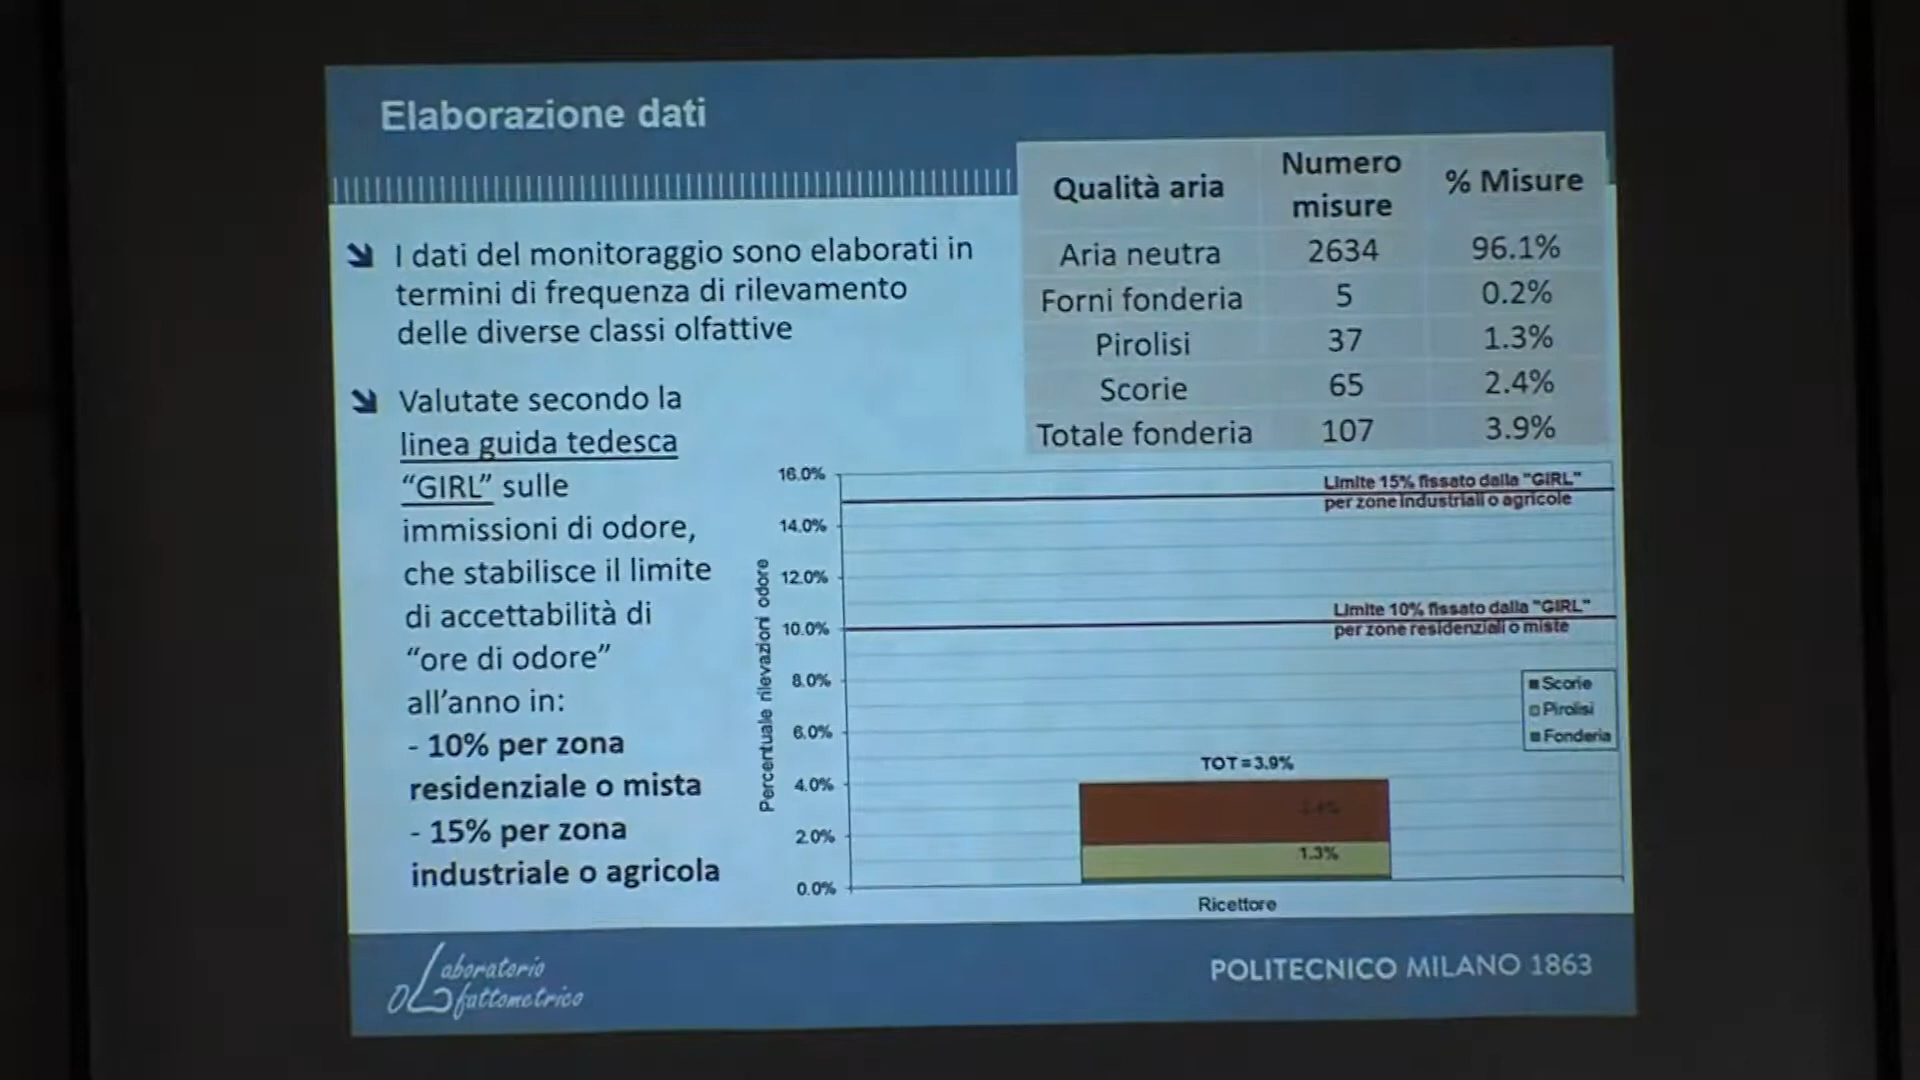 Elaborazione dati
I dati del monitoraggio sono elaborati in
termini di frequenza di rilevamento
delle diverse classi olfattive
Valutate secondo la
linea guida tedesca
“GIRL” sulle
immissioni di odore,
che stabilisce il limite
di accettabilità di
“ore di odore”
all’anno in:
- 10% per zona
residenziale o mista
- 15% per zona
industriale o agricola
Qualità aria Numero misure % Misure
Aria neutra 2634 96.1%
Forni fonderia 5 0.2%
Pirolisi 37 1.3%
Scorie 65 2.4%
Totale fonderia 107 3.9%
Percentuale rilevazioni odore
16.0%
14.0%
12.0%
10.0%
8.0%
6.0%
4.0%
2.0%
0.0%
Limite 15% fissato dalla "GIRL"
per zone industriali o agricole
Limite 10% fissato dalla "GIRL"
per zone residenziali o miste
Scorie
Pirolisi
Fonderia
TOT=3.9%
1.3%
Ricettore
Laboratorio
Olfattometrico
POLITECNICO MILANO 1863